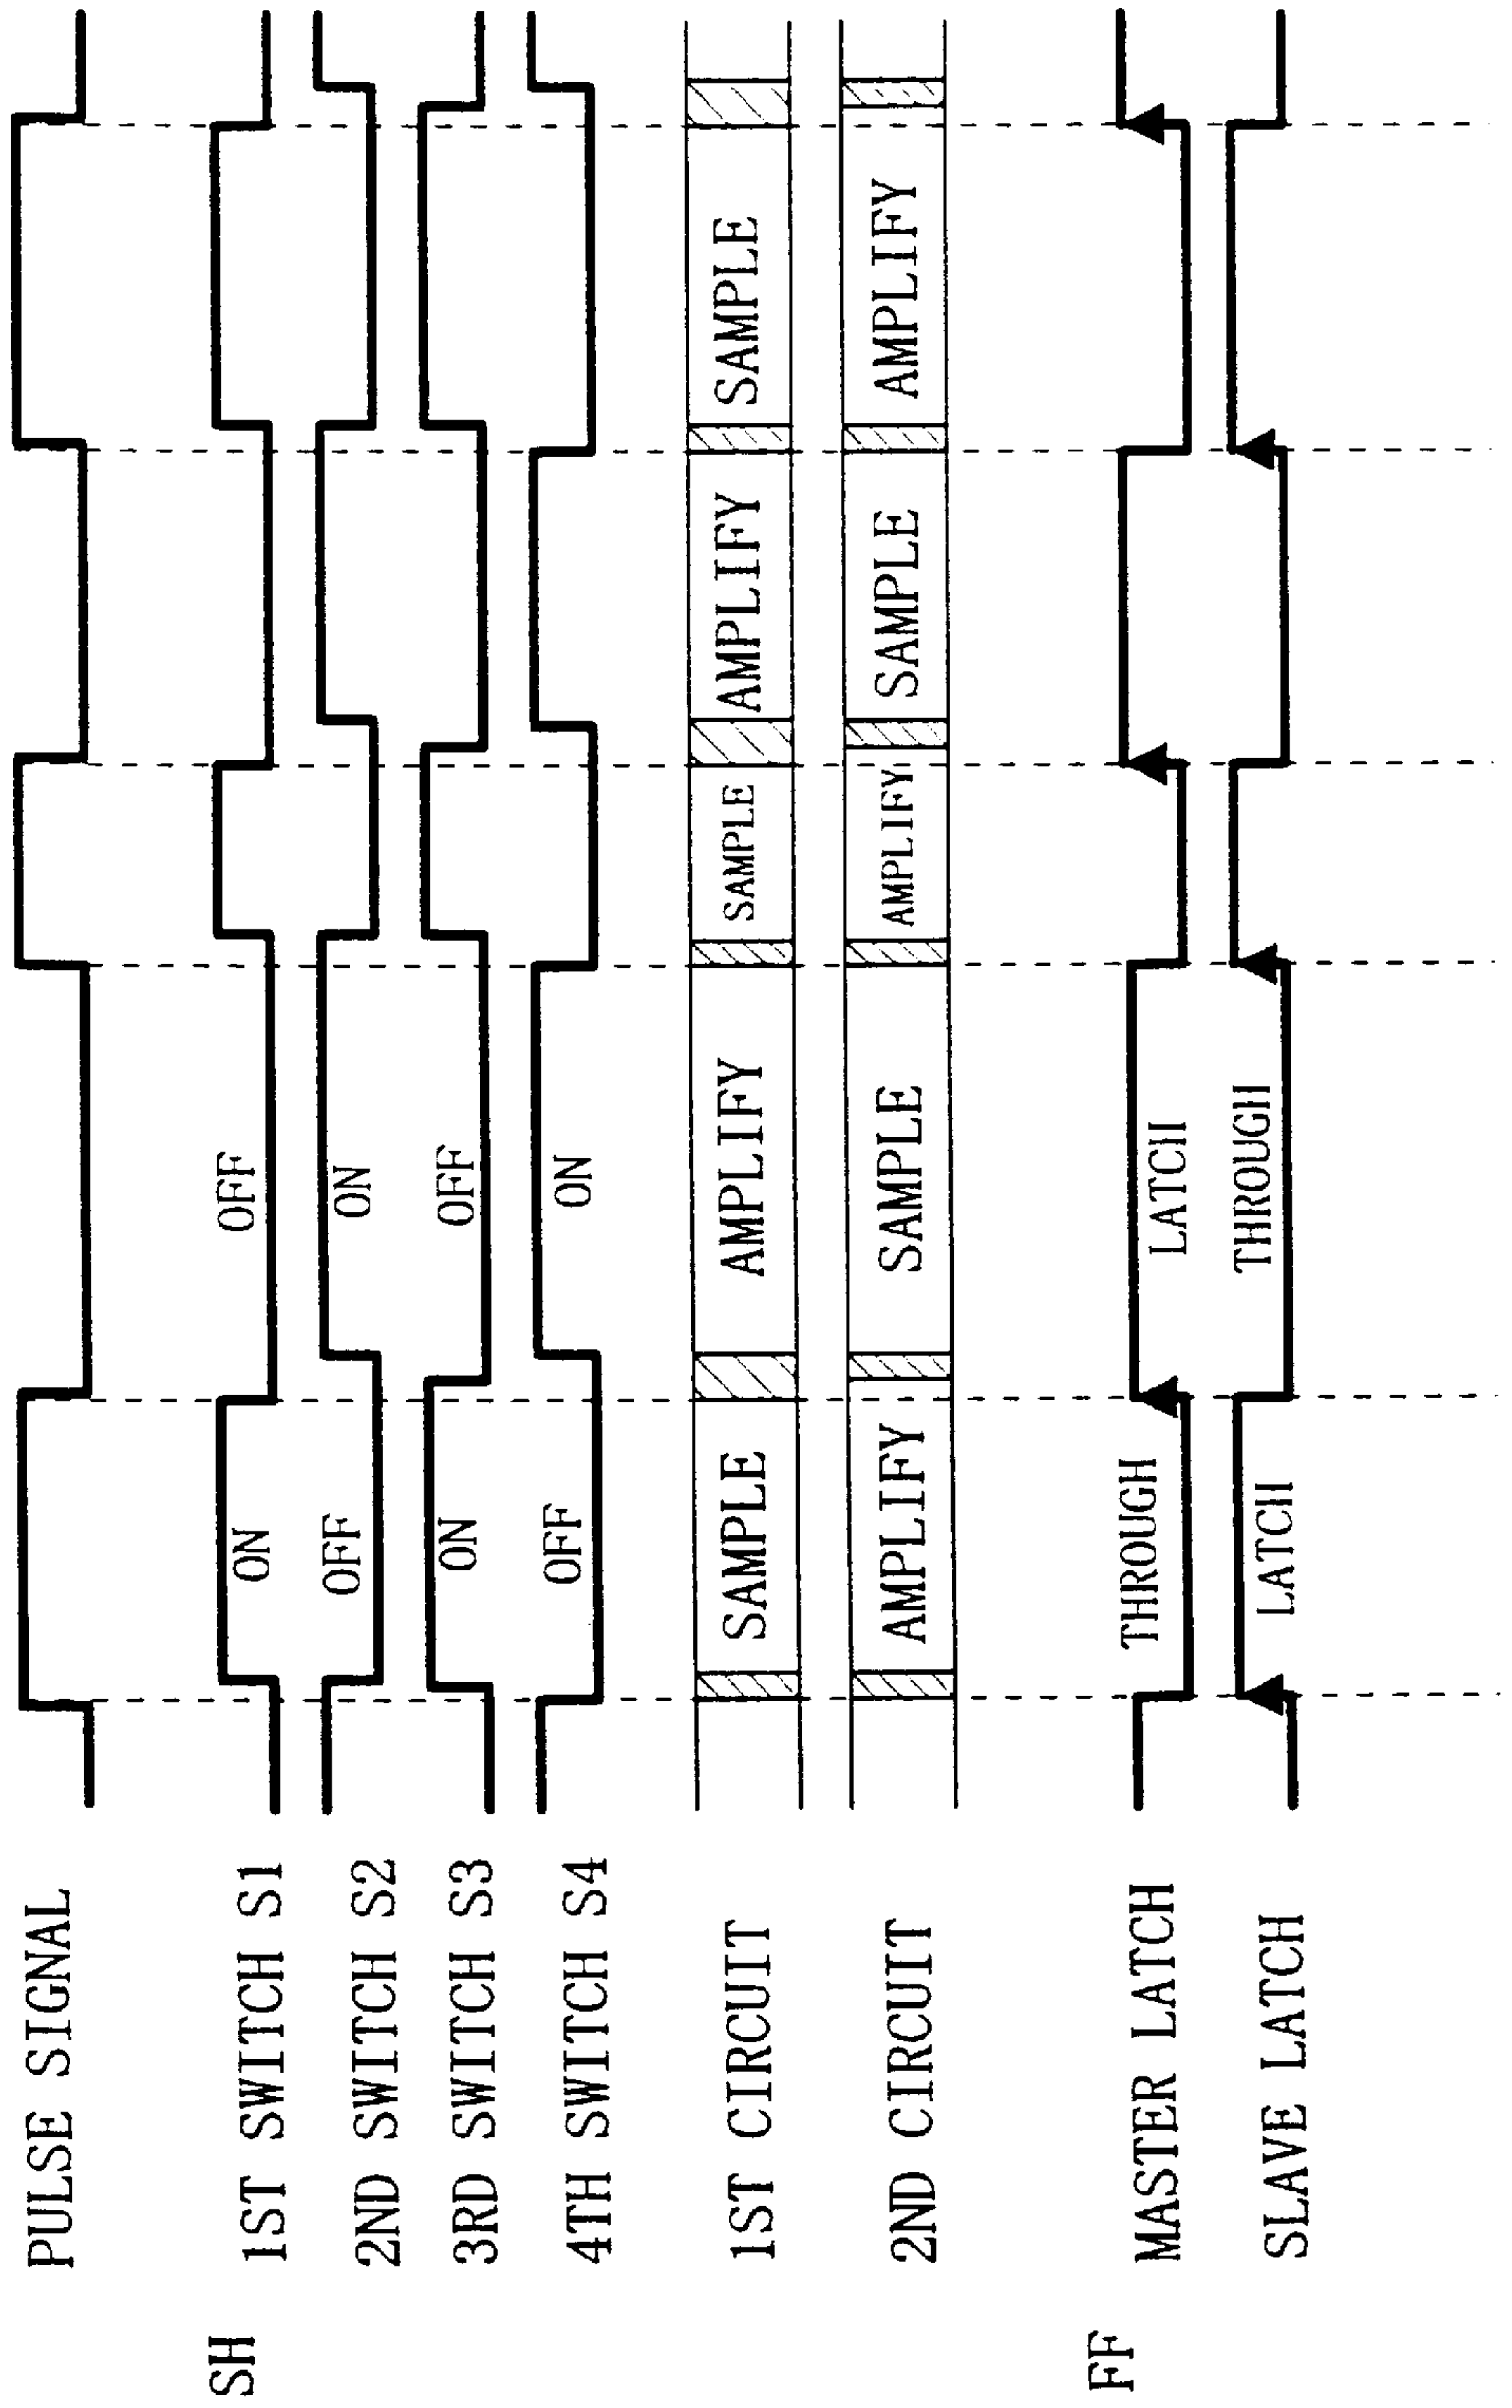 PULSE SIGNAL
SH
1ST SWITCH S1
ON
OFF
2ND SWITCH S2
OFF
ON
3RD SWITCH S3
ON
OFF
4TH SWITCH S4
OFF
ON
1ST CIRCUIT
SAMPLE
AMPLIFY
SAMPLE
AMPLIFY
SAMPLE
2ND CIRCUIT
AMPLIFY
SAMPLE
AMPLIFY
SAMPLE
AMPLIFY
FF
MASTER LATCH
THROUGH
LATCH
SLAVE LATCH
LATCH
THROUGH